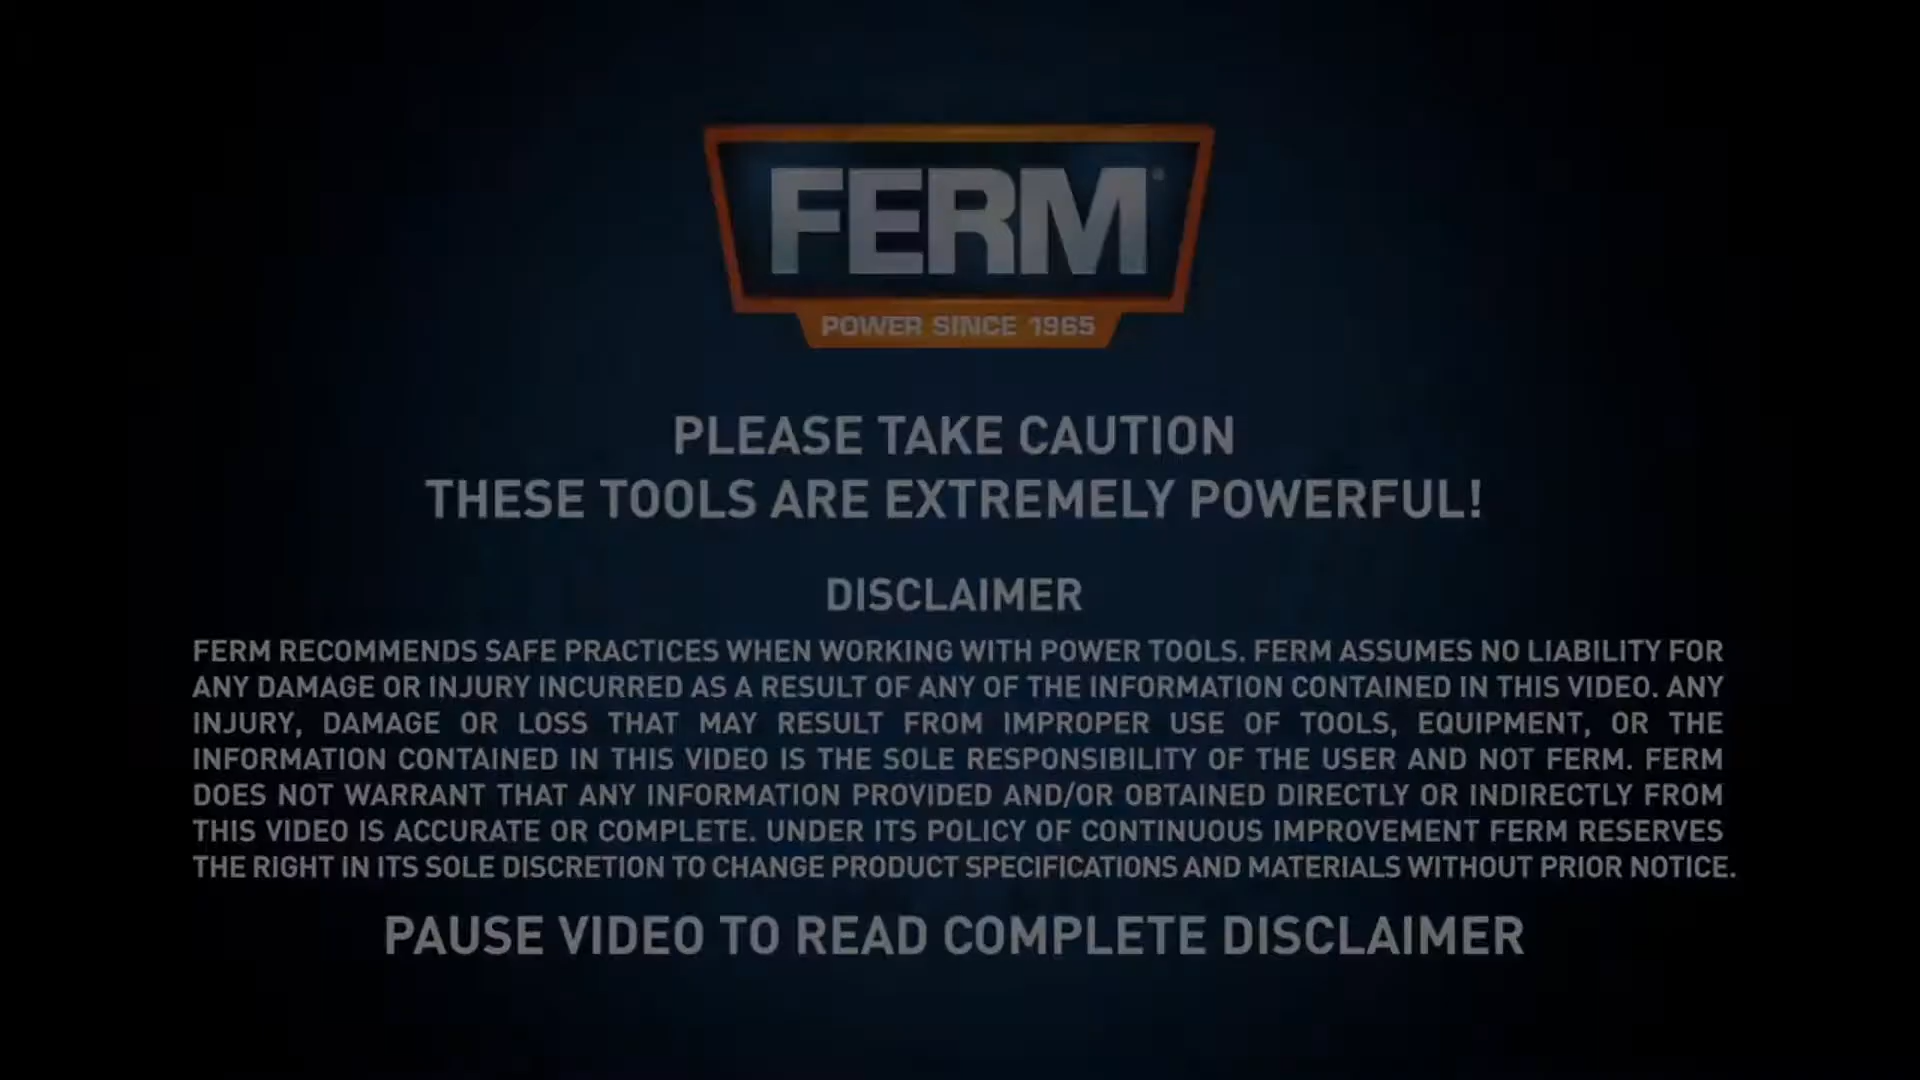 FERM
POWER SINCE 1965
PLEASE TAKE CAUTION
THESE TOOLS ARE EXTREMELY POWERFUL!
DISCLAIMER
FERM RECOMMENDS SAFE PRACTICES WHEN WORKING WITH POWER TOOLS. FERM ASSUMES NO LIABILITY FOR
ANY DAMAGE OR INJURY INCURRED AS A RESULT OF ANY OF THE INFORMATION CONTAINED IN THIS VIDEO. ANY
INJURY, DAMAGE OR LOSS THAT MAY RESULT FROM IMPROPER USE OF TOOLS, EQUIPMENT, OR THE
INFORMATION CONTAINED IN THIS VIDEO IS THE SOLE RESPONSIBILITY OF THE USER AND NOT FERM. FERM
DOES NOT WARRANT THAT ANY INFORMATION PROVIDED AND/OR OBTAINED DIRECTLY OR INDIRECTLY FROM
THIS VIDEO IS ACCURATE OR COMPLETE. UNDER ITS POLICY OF CONTINUOUS IMPROVEMENT FERM RESERVES
THE RIGHT IN ITS SOLE DISCRETION TO CHANGE PRODUCT SPECIFICATIONS AND MATERIALS WITHOUT PRIOR NOTICE.
PAUSE VIDEO TO READ COMPLETE DISCLAIMER